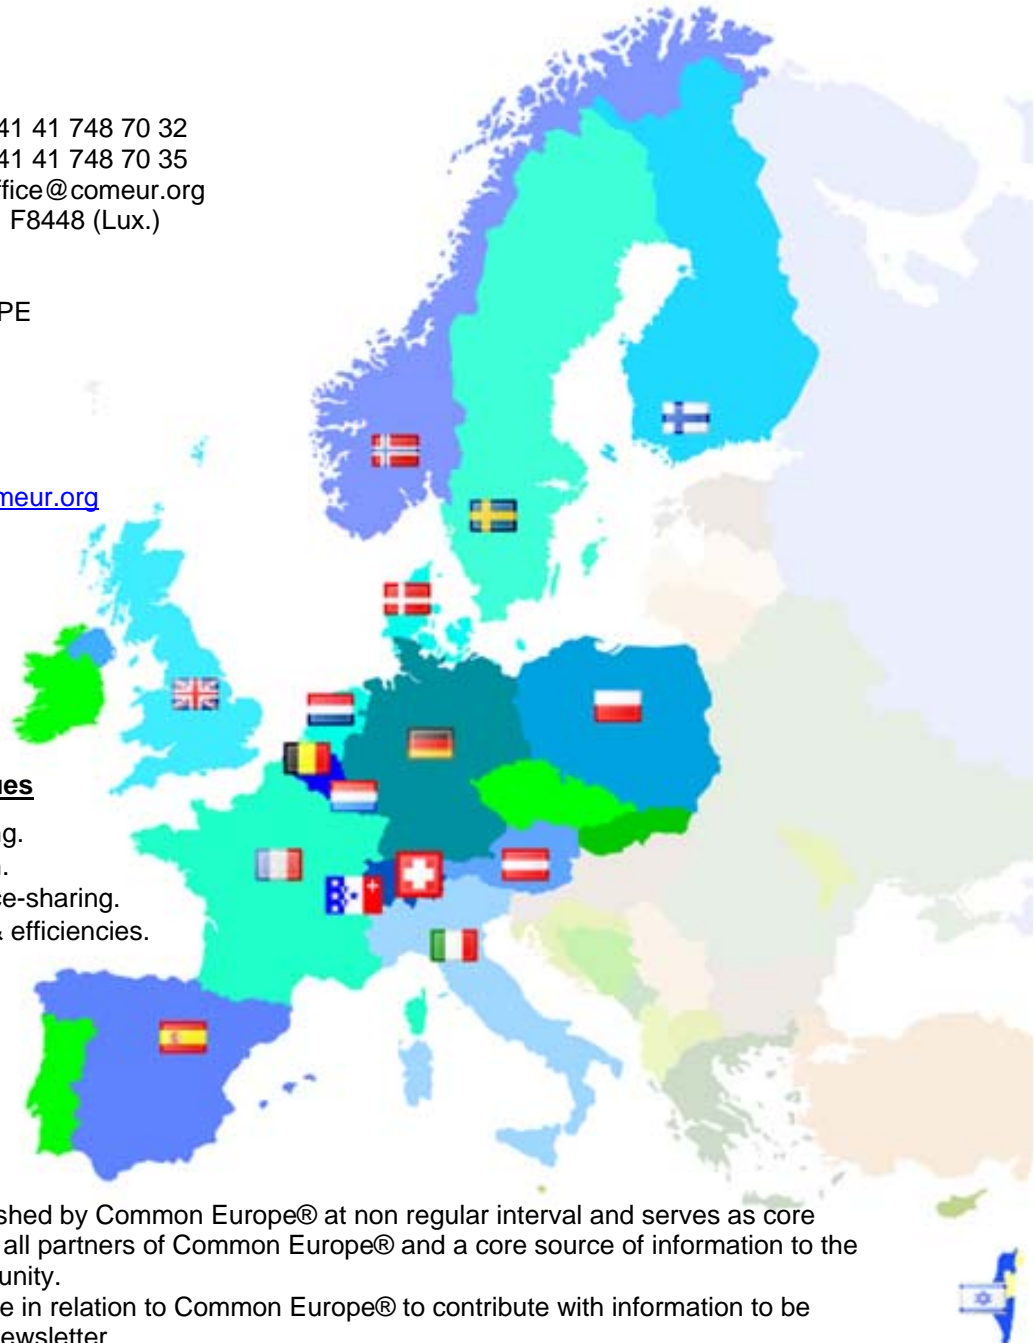 41 41 748 70 32
41 41 748 70 35
ffice@comeur.org
F8448 (Lux.)
PE
meur.org
ues
g.
n.
ce-sharing.
& efficiencies.
shed by Common Europe® at non regular interval and serves as core
all partners of Common Europe® and a core source of information to the
unity.
e in relation to Common Europe® to contribute with information to be
ewsletter